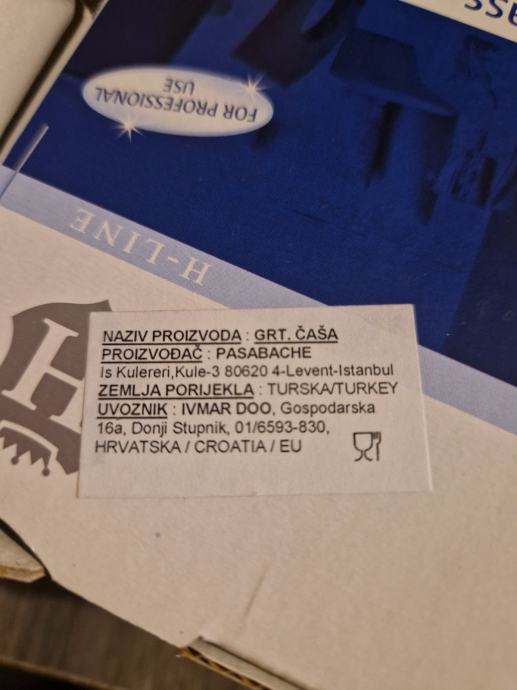 ass
FOR PROFESSIONAL
USE
H-LINE
H
NAZIV PROIZVODA : GRT. ČAŠA
PROIZVOĐAČ : PASABACHE
Is Kulereri,Kule-3 80620 4-Levent-Istanbul
ZEMLJA PORIJEKLA : TURSKA/TURKEY
UVOZNIK : IVMAR DOO, Gospodarska
16a, Donji Stupnik, 01/6593-830,
HRVATSKA / CROATIA / EU